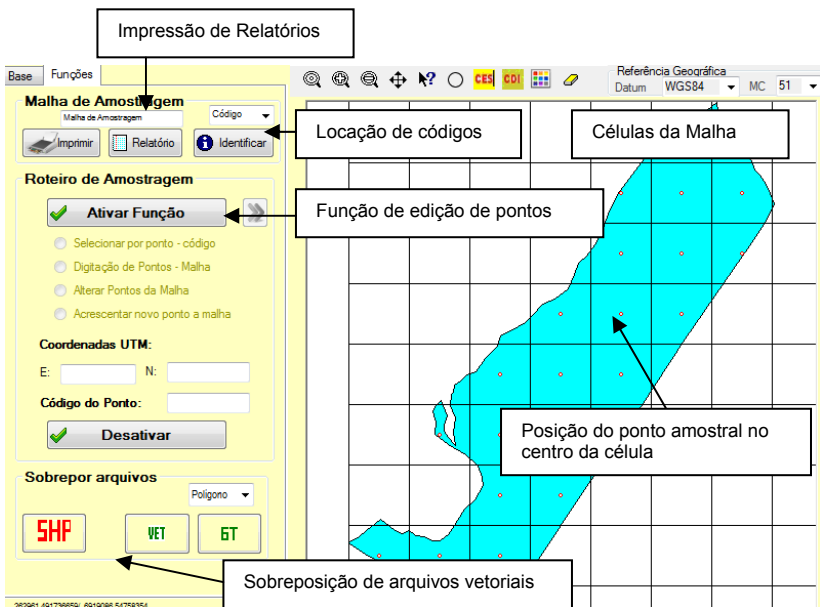 Impressão de Relatórios
Base Funções
CES CDI
Referência Geográfica
Datum WGS84 MC 51
Malha de Amostragem
Malha de Amostragem
Código
Imprimir Relatório Identificar
Locação de códigos
Células da Malha
Roteiro de Amostragem
Ativar Função
Função de edição de pontos
Selecionar por ponto - código
Digitação de Pontos - Malha
Alterar Pontos da Malha
Acrescentar novo ponto a malha
Coordenadas UTM:
E: N:
Código do Ponto:
Desativar
Posição do ponto amostral no
centro da célula
Sobrepor arquivos
Polígono
SHP VET GT
Sobreposição de arquivos vetoriais